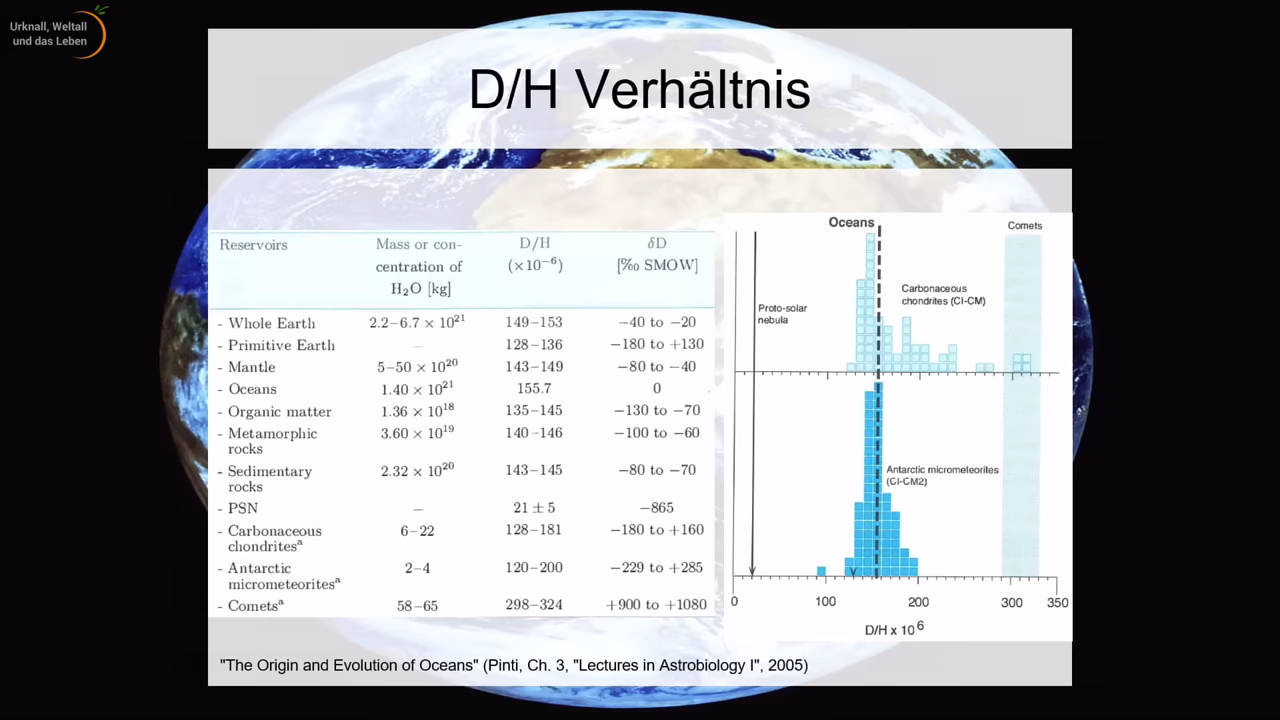 Urknall, Weltall
und das Leben
D/H Verhältnis
Reservoirs Mass or con- D/H δD
centration of (×10⁻⁶) [‰ SMOW]
H₂O [kg]
- Whole Earth 2.2–6.7 × 10²¹ 149–153 −40 to −20
- Primitive Earth — 128–136 −180 to +130
- Mantle 5–50 × 10²⁰ 143–149 −80 to −40
- Oceans 1.40 × 10²¹ 155.7 0
- Organic matter 1.36 × 10¹⁸ 135–145 −130 to −70
- Metamorphic 3.60 × 10¹⁹ 140–146 −100 to −60
rocks
- Sedimentary 2.32 × 10²⁰ 143–145 −80 to −70
rocks
- PSN — 21 ± 5 −865
- Carbonaceous 6–22 128–181 −180 to +160
chondritesᵃ
- Antarctic 2–4 120–200 −229 to +285
micrometeoritesᵃ
- Cometsᵃ 58–65 298–324 +900 to +1080
Oceans
Comets
Carbonaceous
chondrites (CI-CM)
Proto-solar
nebula
Antarctic micrometeorites
(CI-CM2)
0 100 200 300 350
D/H x 10⁶
"The Origin and Evolution of Oceans" (Pinti, Ch. 3, "Lectures in Astrobiology I", 2005)